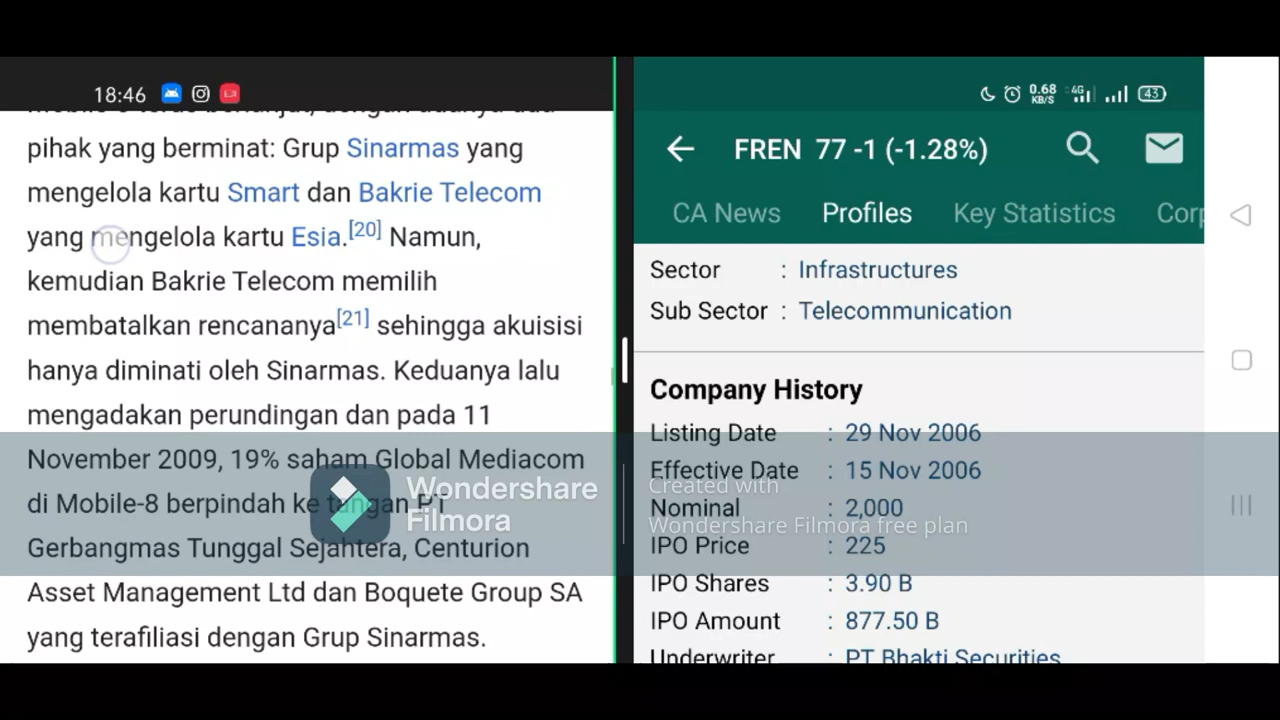 18:46
pihak yang berminat: Grup Sinarmas yang
mengelola kartu Smart dan Bakrie Telecom
yang mengelola kartu Esia.[20] Namun,
kemudian Bakrie Telecom memilih
membatalkan rencananya[21] sehingga akuisisi
hanya diminati oleh Sinarmas. Keduanya lalu
mengadakan perundingan dan pada 11
November 2009, 19% saham Global Mediacom
di Mobile-8 berpindah ke tangan PT
Gerbangmas Tunggal Sejahtera, Centurion
Asset Management Ltd dan Boquete Group SA
yang terafiliasi dengan Grup Sinarmas.
0.68
KB/S
4G
43
FREN 77 -1 (-1.28%)
CA News Profiles Key Statistics Corp
Sector : Infrastructures
Sub Sector : Telecommunication
Company History
Listing Date : 29 Nov 2006
Effective Date : 15 Nov 2006
Nominal : 2,000
IPO Price : 225
IPO Shares : 3.90 B
IPO Amount : 877.50 B
Underwriter : PT Bhakti Securities
Wondershare
Filmora
Created with
Wondershare Filmora free plan